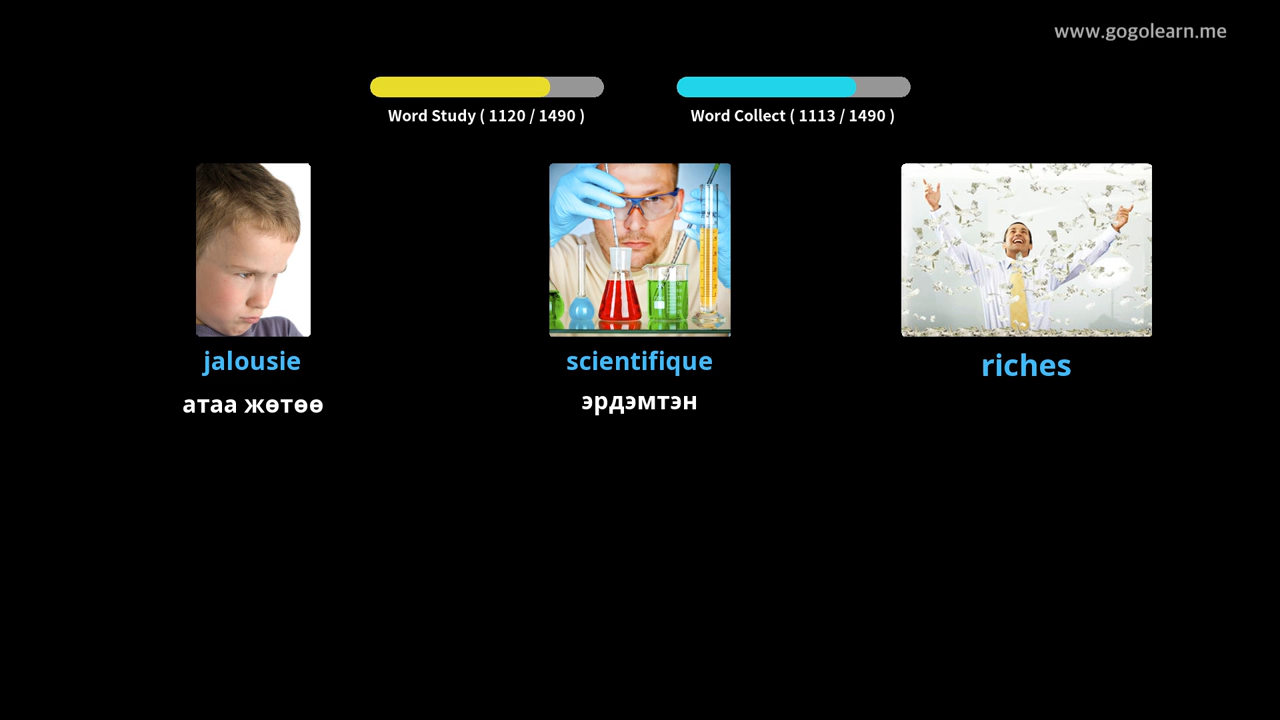 www.gogolearn.me
Word Study ( 1120 / 1490 )
Word Collect ( 1113 / 1490 )
jalousie
атаа жөтөө
scientifique
эрдэмтэн
riches